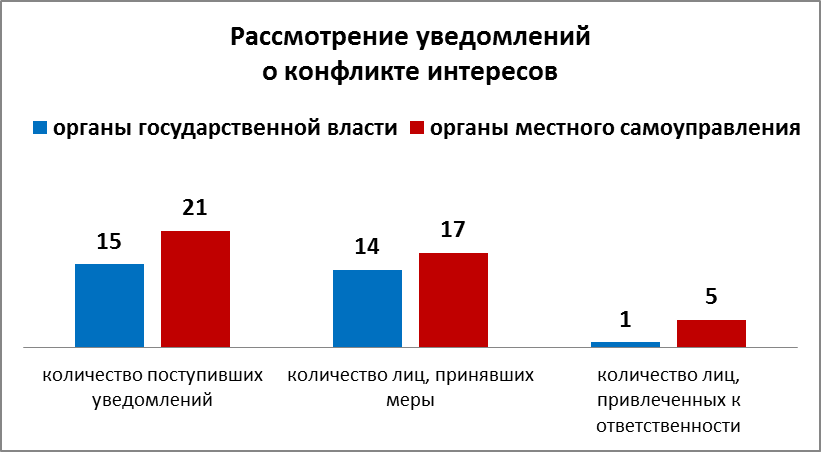 Рассмотрение уведомлений
о конфликте интересов
органы государственной власти органы местного самоуправления
15 21 14 17 1 5
количество поступивших
уведомлений
количество лиц, принявших
меры
количество лиц,
привлеченных к
ответственности